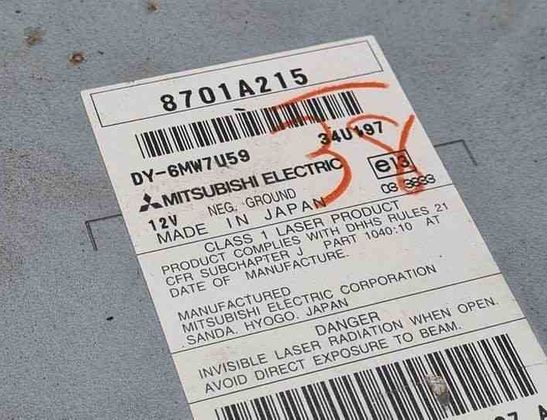 8701A215
DY-6MW7U59 34U197
MITSUBISHI ELECTRIC e13
12V NEG. GROUND 03 3833
MADE IN JAPAN
CLASS 1 LASER PRODUCT
PRODUCT COMPLIES WITH DHHS RULES 21
CFR SUBCHAPTER J PART 1040:10 AT
DATE OF MANUFACTURE.
MANUFACTURED
MITSUBISHI ELECTRIC CORPORATION
SANDA. HYOGO. JAPAN
DANGER
INVISIBLE LASER RADIATION WHEN OPEN.
AVOID DIRECT EXPOSURE TO BEAM.